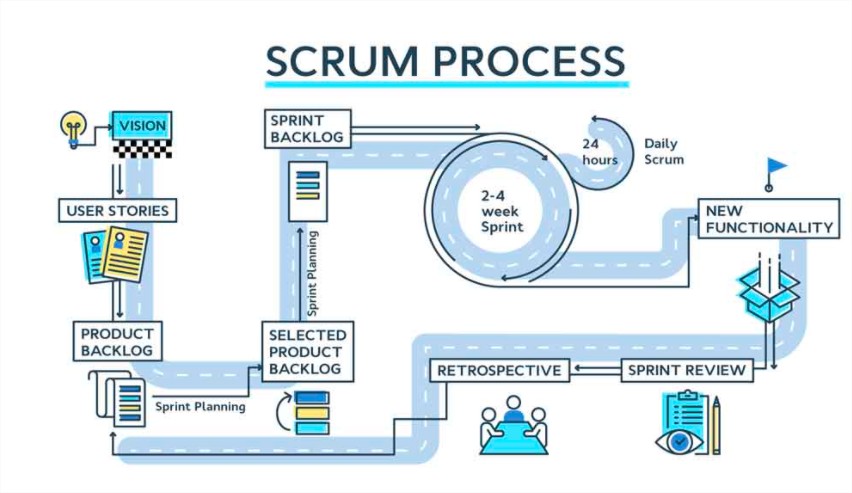 SCRUM PROCESS
VISION
USER STORIES
PRODUCT
BACKLOG
Sprint Planning
SELECTED
PRODUCT
BACKLOG
Sprint Planning
SPRINT
BACKLOG
2-4
week
Sprint
24
hours
Daily
Scrum
NEW
FUNCTIONALITY
SPRINT REVIEW
RETROSPECTIVE